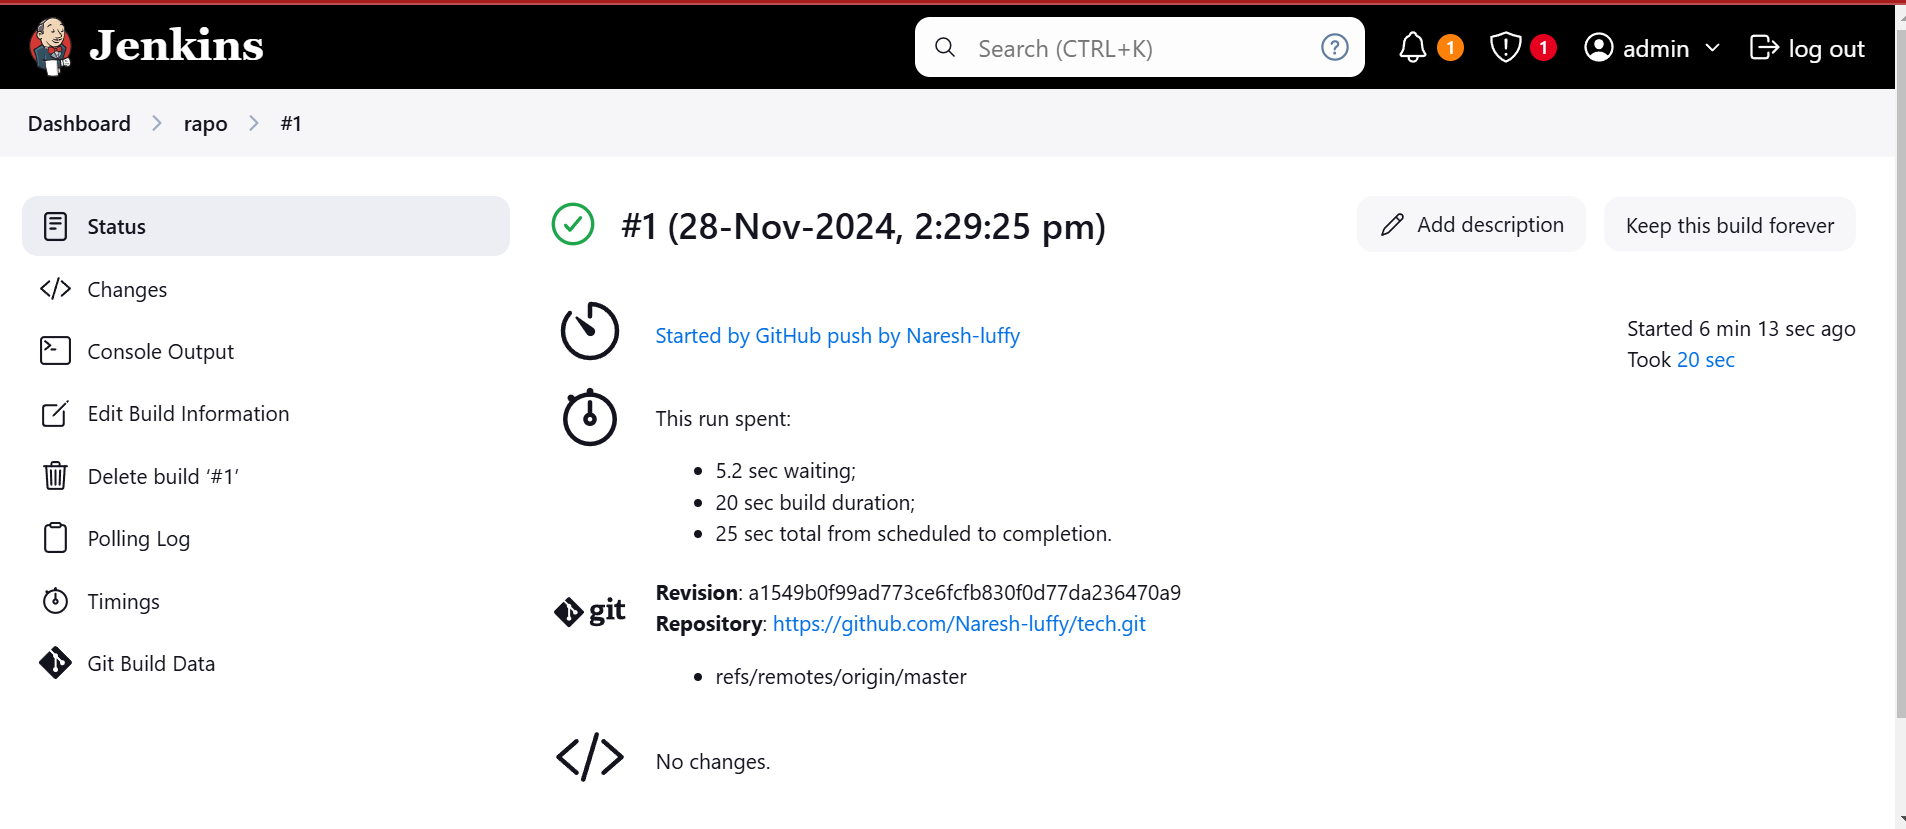 Jenkins
Search (CTRL+K)
?
1
1
admin
log out
Dashboard
rapo
#1
Status
Changes
Console Output
Edit Build Information
Delete build ‘#1’
Polling Log
Timings
Git Build Data
#1 (28-Nov-2024, 2:29:25 pm)
Add description
Keep this build forever
Started by GitHub push by Naresh-luffy
Started 6 min 13 sec ago
Took 20 sec
This run spent:
5.2 sec waiting;
20 sec build duration;
25 sec total from scheduled to completion.
git
Revision: a1549b0f99ad773ce6fcfb830f0d77da236470a9
Repository: https://github.com/Naresh-luffy/tech.git
refs/remotes/origin/master
No changes.